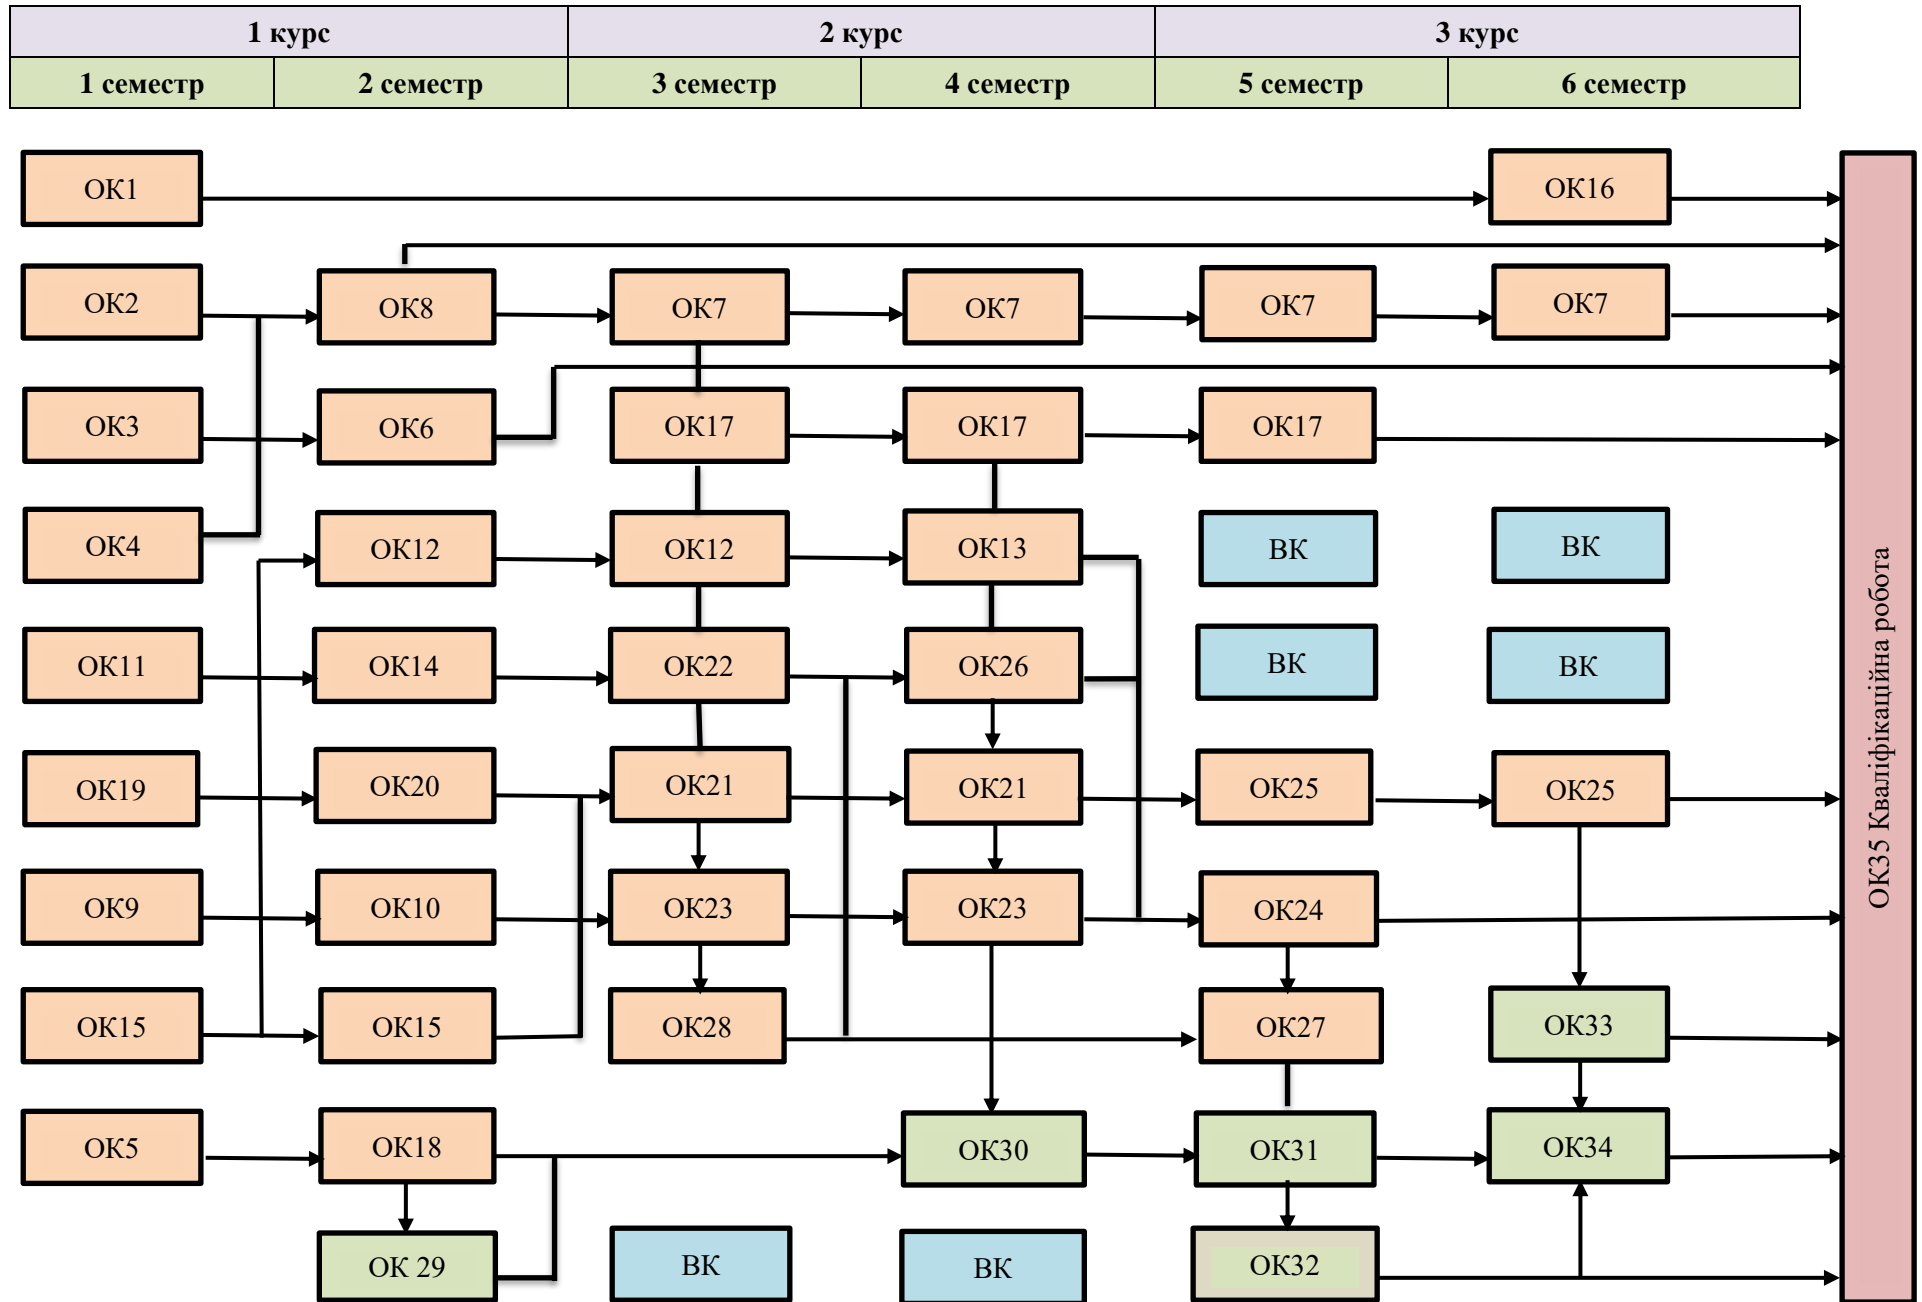 1 курс 2 курс 3 курс
1 семестр 2 семестр 3 семестр 4 семестр 5 семестр 6 семестр
ОК1 ОК16
ОК2 ОК8 ОК7 ОК7 ОК7 ОК7
ОК3 ОК6 ОК17 ОК17 ОК17
ОК4 ОК12 ОК12 ОК13 ВК ВК
ОК11 ОК14 ОК22 ОК26 ВК ВК
ОК19 ОК20 ОК21 ОК21 ОК25 ОК25
ОК9 ОК10 ОК23 ОК23 ОК24
ОК15 ОК15 ОК28 ОК27 ОК33
ОК5 ОК18 ОК30 ОК31 ОК34
ОК 29 ВК ВК ОК32
ОК35 Кваліфікаційна робота